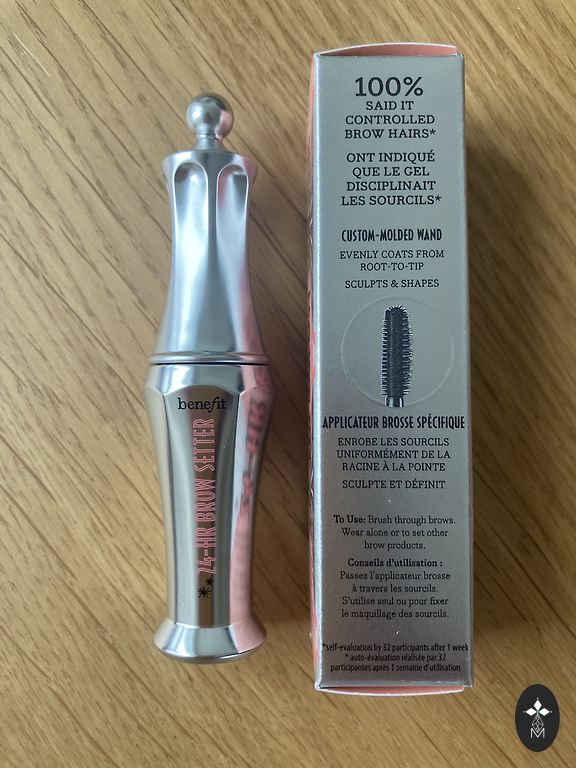 benefit
24-HR BROW SETTER
100%
SAID IT
CONTROLLED
BROW HAIRS*
ONT INDIQUÉ
QUE LE GEL
DISCIPLINAIT
LES SOURCILS*
CUSTOM-MOLDED WAND
EVENLY COATS FROM
ROOT-TO-TIP
SCULPTS & SHAPES
APPLICATEUR BROSSE SPÉCIFIQUE
ENROBE LES SOURCILS
UNIFORMÉMENT DE LA
RACINE À LA POINTE
SCULPTE ET DÉFINIT
To Use: Brush through brows.
Wear alone or to set other
brow products.
Conseils d'utilisation :
Passez l'applicateur brosse
à travers les sourcils.
S'utilise seul ou pour fixer
le maquillage des sourcils.
*self-evaluation by 32 participants after 1 week
* auto-évaluation réalisée par 32
participantes après 1 semaine d'utilisation
M